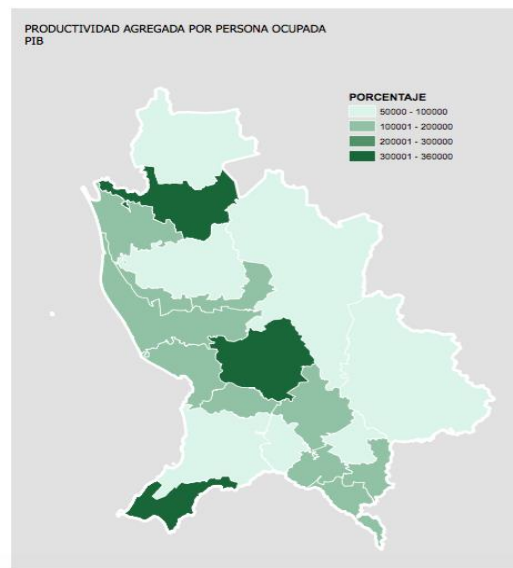 PRODUCTIVIDAD AGREGADA POR PERSONA OCUPADA
PIB
PORCENTAJE
50000 - 100000
100001 - 200000
200001 - 300000
300001 - 360000